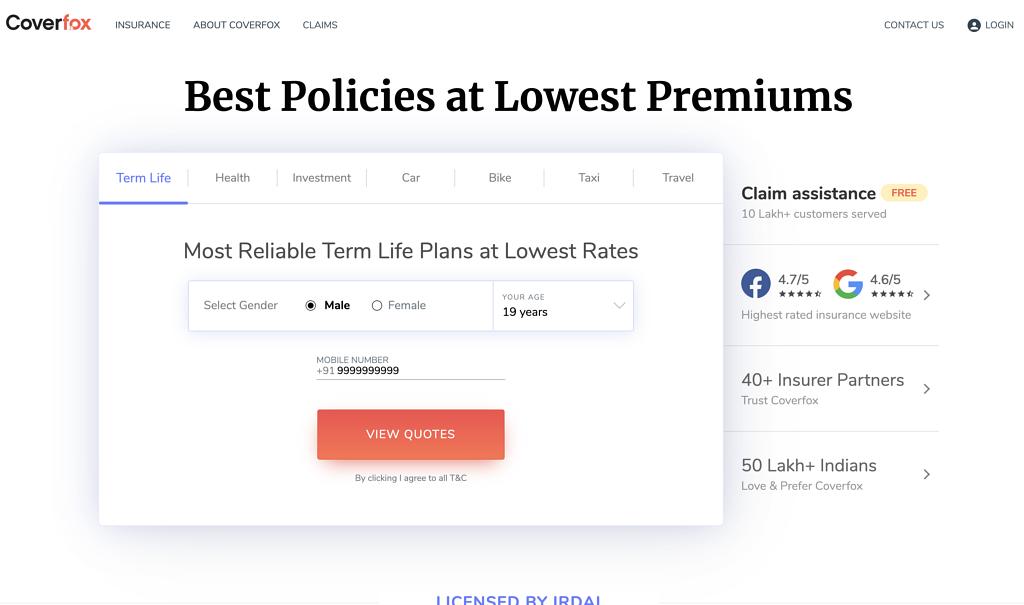 Coverfox INSURANCE ABOUT COVERFOX CLAIMS CONTACT US LOGIN
Best Policies at Lowest Premiums
Term Life Health Investment Car Bike Taxi Travel
Most Reliable Term Life Plans at Lowest Rates
Select Gender Male Female
YOUR AGE
19 years
MOBILE NUMBER
+91 9999999999
VIEW QUOTES
By clicking I agree to all T&C
Claim assistance FREE
10 Lakh+ customers served
4.7/5 4.6/5
Highest rated insurance website
40+ Insurer Partners
Trust Coverfox
50 Lakh+ Indians
Love & Prefer Coverfox
LICENSED BY IRDAI